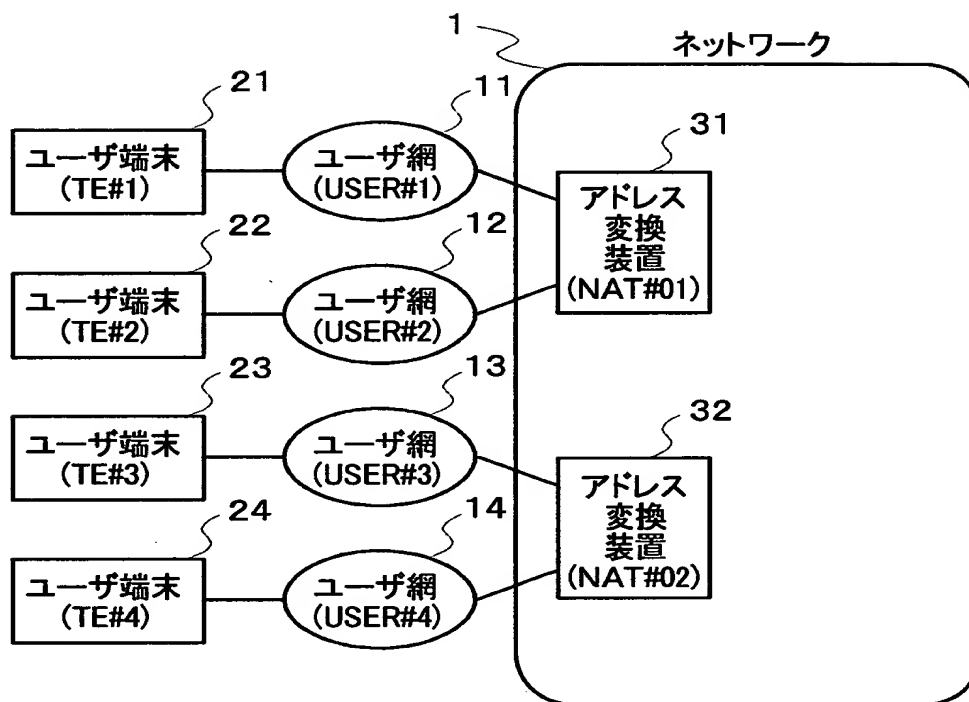 1
ネットワーク
21
ユーザ端末
(TE#1)
11
ユーザ網
(USER#1)
31
アドレス
変換
装置
(NAT#01)
22
ユーザ端末
(TE#2)
12
ユーザ網
(USER#2)
23
ユーザ端末
(TE#3)
13
ユーザ網
(USER#3)
32
アドレス
変換
装置
(NAT#02)
24
ユーザ端末
(TE#4)
14
ユーザ網
(USER#4)